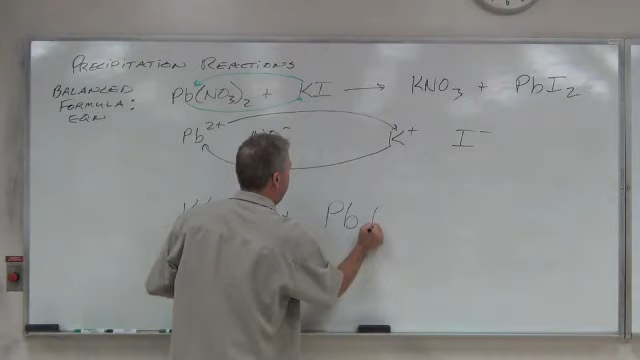 PRECIPITATION REACTIONS
BALANCED FORMULA: EQN
Pb(NO₃)₂ + KI → KNO₃ + PbI₂
Pb²⁺ K⁺ I⁻
Pb (